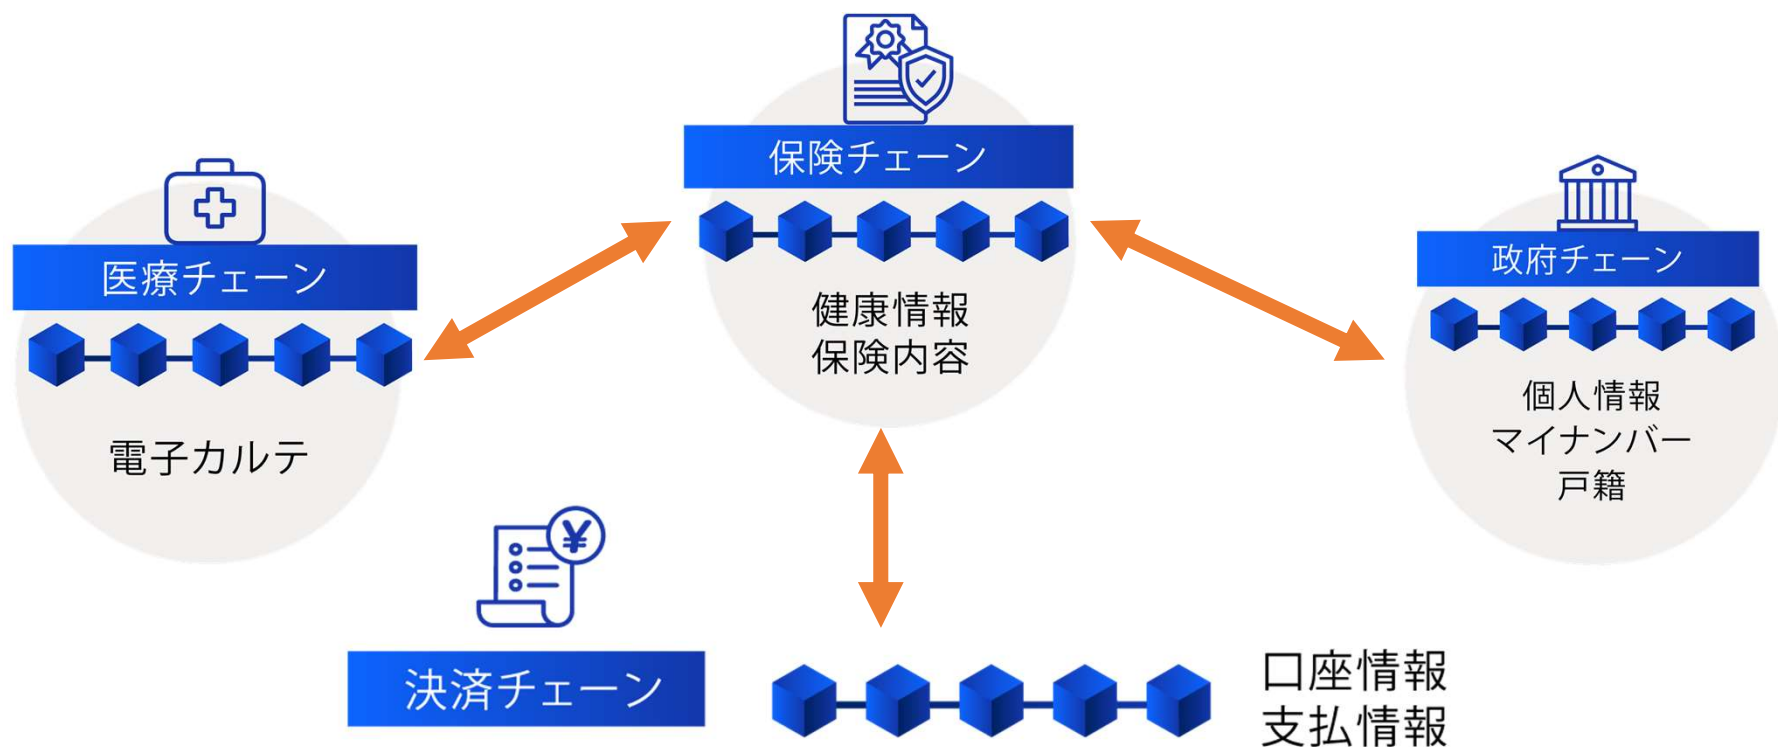 保険チェーン
健康情報
保険内容
医療チェーン
電子カルテ
政府チェーン
個人情報
マイナンバー
戸籍
¥
決済チェーン
口座情報
支払情報